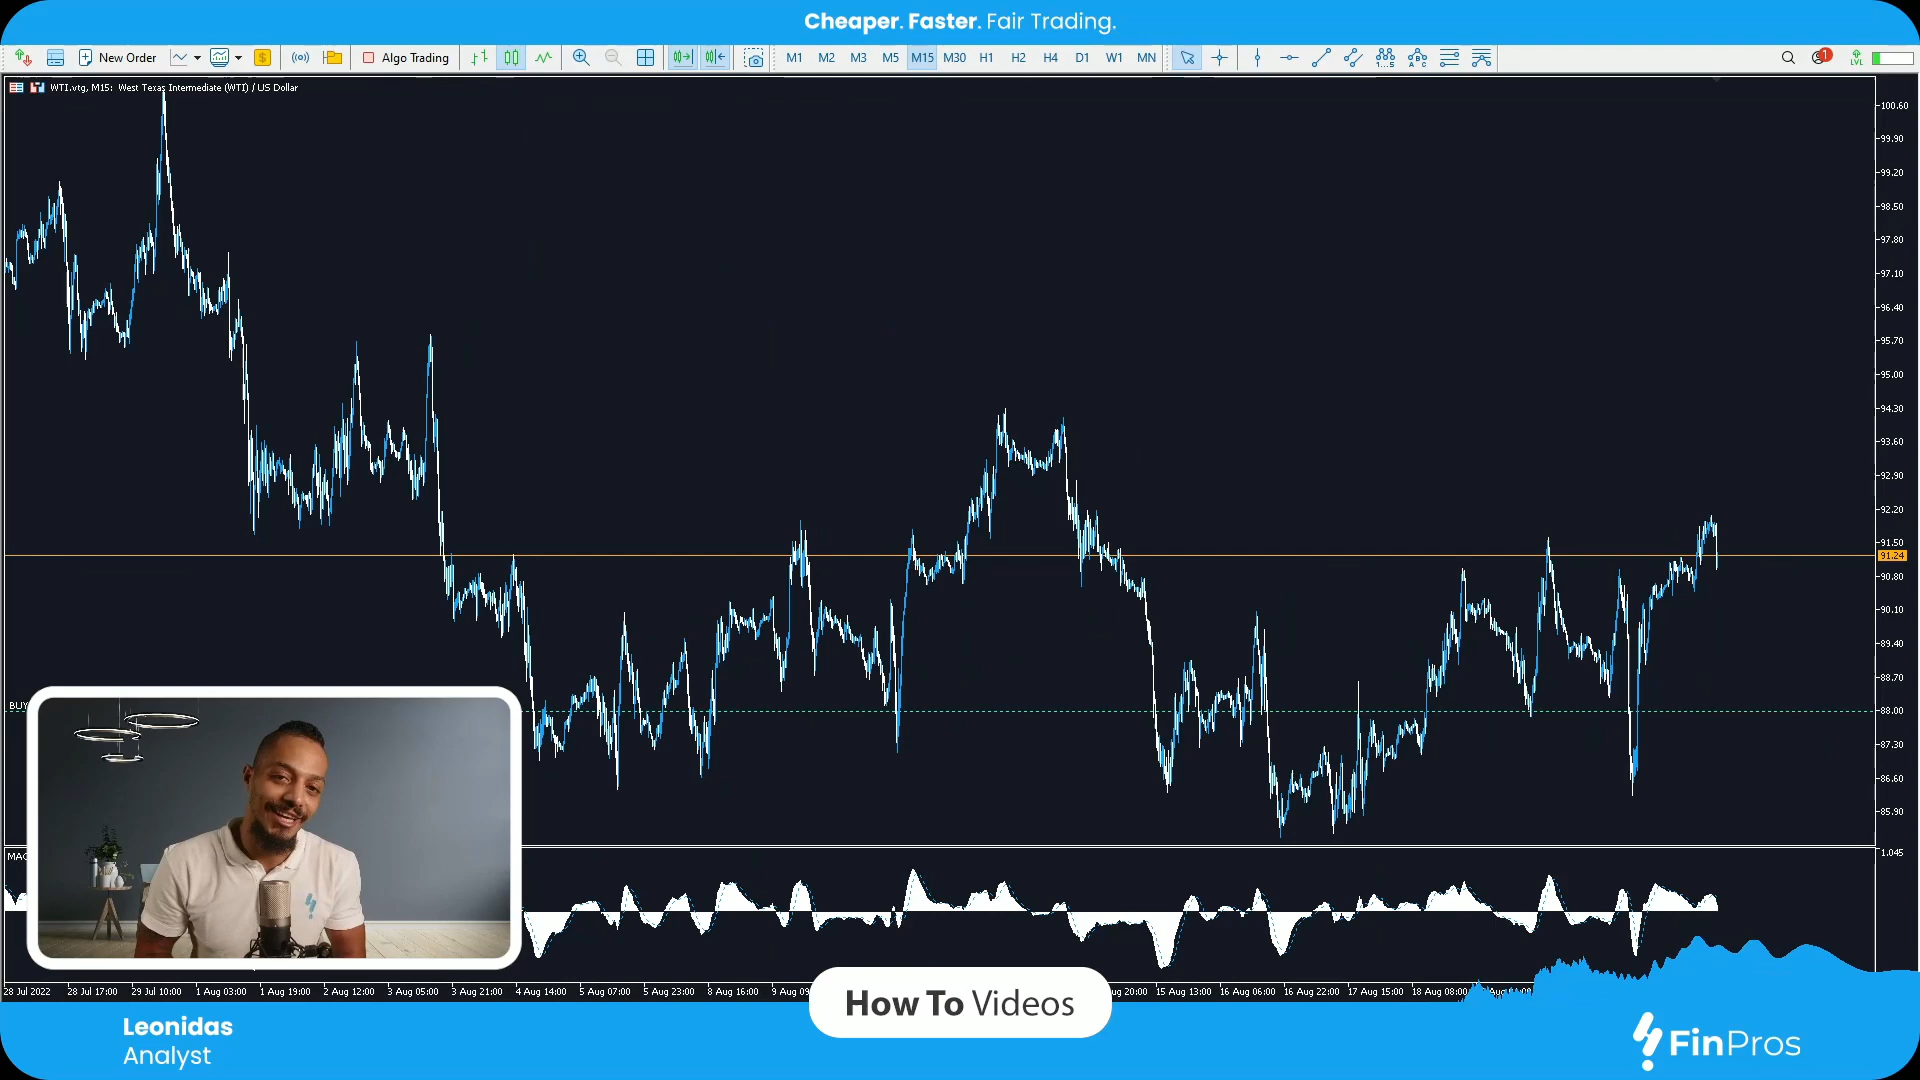 Cheaper. Faster. Fair Trading.
New Order
Algo Trading
M1 M2 M3 M5 M15 M30 H1 H2 H4 D1 W1 MN
1
LVL
WTI.vtg, M15: West Texas Intermediate (WTI) / US Dollar
100.60
99.90
99.20
98.50
97.80
97.10
96.40
95.70
95.00
94.30
93.60
92.90
92.20
91.50
91.24
90.80
90.10
89.40
88.70
BUY
88.00
87.30
86.60
85.90
1.045
28 Jul 2022 28 Jul 17:00 29 Jul 10:00 1 Aug 03:00 1 Aug 19:00 2 Aug 12:00 3 Aug 05:00 3 Aug 21:00 4 Aug 14:00 5 Aug 07:00 5 Aug 23:00 8 Aug 16:00 9 Aug 20:00 15 Aug 13:00 16 Aug 06:00 16 Aug 22:00 17 Aug 15:00 18 Aug 08:00
How To Videos
Leonidas
Analyst
FinPros